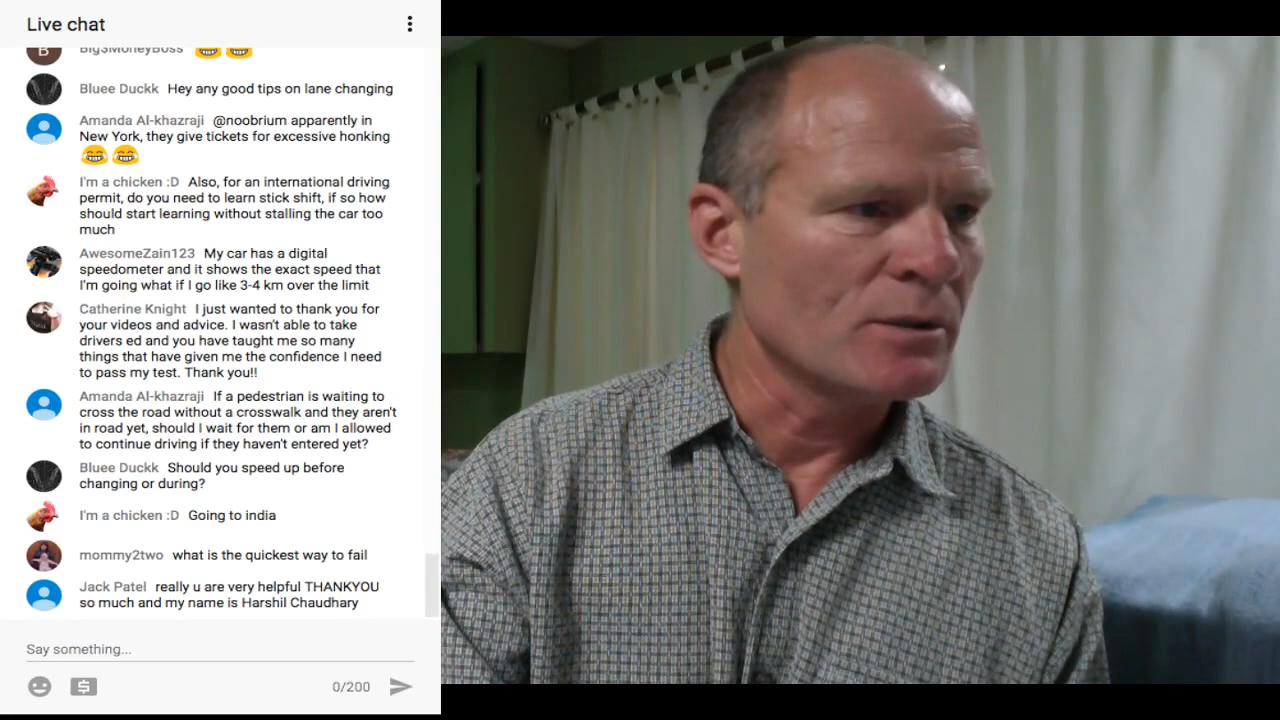 Live chat
B
Big$MoneyBoss 😂 😂
Bluee Duckk Hey any good tips on lane changing
Amanda Al-khazraji @noobrium apparently in
New York, they give tickets for excessive honking
😂 😂
I'm a chicken :D Also, for an international driving
permit, do you need to learn stick shift, if so how
should start learning without stalling the car too
much
AwesomeZain123 My car has a digital
speedometer and it shows the exact speed that
I'm going what if I go like 3-4 km over the limit
Catherine Knight I just wanted to thank you for
your videos and advice. I wasn't able to take
drivers ed and you have taught me so many
things that have given me the confidence I need
to pass my test. Thank you!!
Amanda Al-khazraji If a pedestrian is waiting to
cross the road without a crosswalk and they aren't
in road yet, should I wait for them or am I allowed
to continue driving if they haven't entered yet?
Bluee Duckk Should you speed up before
changing or during?
I'm a chicken :D Going to india
mommy2two what is the quickest way to fail
Jack Patel really u are very helpful THANKYOU
so much and my name is Harshil Chaudhary
Say something...
$
0/200